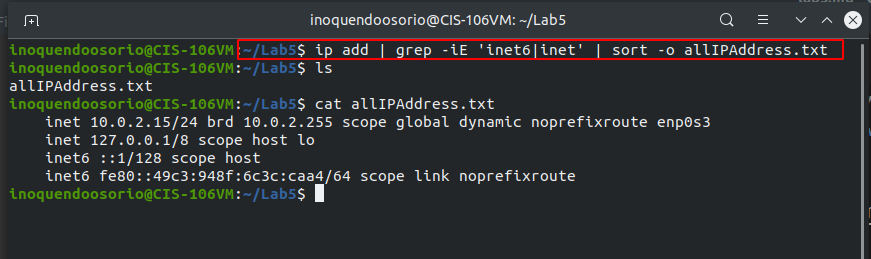 inoquendoosorio@CIS-106VM: ~/Lab5
inoquendoosorio@CIS-106VM:~/Lab5$ ip add | grep -iE 'inet6|inet' | sort -o allIPAddress.txt
inoquendoosorio@CIS-106VM:~/Lab5$ ls
allIPAddress.txt
inoquendoosorio@CIS-106VM:~/Lab5$ cat allIPAddress.txt
    inet 10.0.2.15/24 brd 10.0.2.255 scope global dynamic noprefixroute enp0s3
    inet 127.0.0.1/8 scope host lo
    inet6 ::1/128 scope host
    inet6 fe80::49c3:948f:6c3c:caa4/64 scope link noprefixroute
inoquendoosorio@CIS-106VM:~/Lab5$